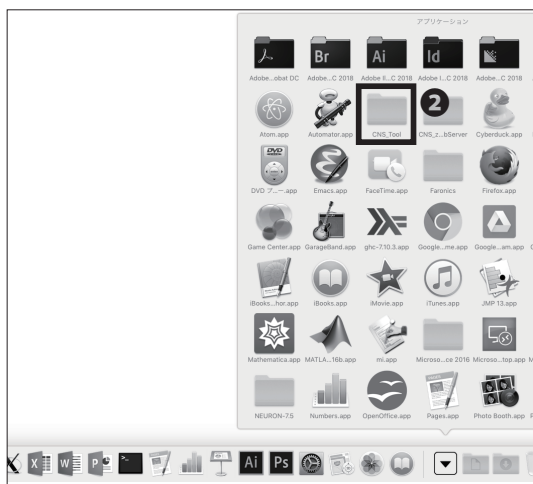 アプリケーション
Br
Ai
Id
Adobe...obat DC
Adobe...C 2018
Adobe Il...C 2018
Adobe I...C 2018
Adobe...C 2018
2
Atom.app
Automator.app
CNS_Tool
CNS_z...bServer
Cyberduck.app
DVD
DVD プ...ー.app
Emacs.app
FaceTime.app
Faronics
Firefox.app
Game Center.app
GarageBand.app
ghc-7.10.3.app
Google...me.app
Google...am.app
iBooks...hor.app
iBooks.app
iMovie.app
iTunes.app
JMP 13.app
Mathematica.app
MATLA...16b.app
mi.app
Microso...ce 2016
Microso...top.app
NEURON-7.5
Numbers.app
OpenOffice.app
Pages.app
Photo Booth.app
Ai
Ps